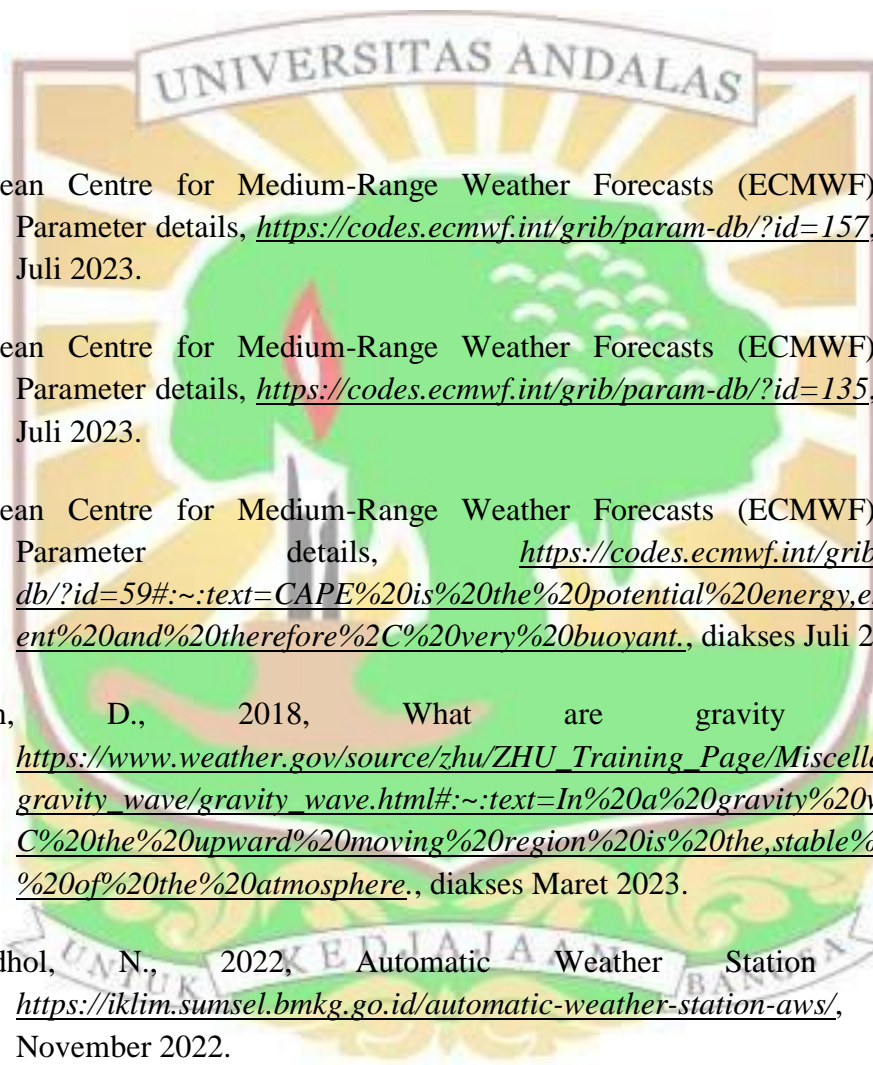 UNIVERSITAS ANDALAS
ean Centre for Medium-Range Weather Forecasts (ECMWF)
Parameter details, https://codes.ecmwf.int/grib/param-db/?id=157,
Juli 2023.
ean Centre for Medium-Range Weather Forecasts (ECMWF)
Parameter details, https://codes.ecmwf.int/grib/param-db/?id=135,
Juli 2023.
ean Centre for Medium-Range Weather Forecasts (ECMWF)
Parameter details, https://codes.ecmwf.int/grib
db/?id=59#:~:text=CAPE%20is%20the%20potential%20energy,e
ent%20and%20therefore%2C%20very%20buoyant., diakses Juli 2
D., 2018, What are gravity
https://www.weather.gov/source/zhu/ZHU_Training_Page/Miscella
gravity_wave/gravity_wave.html#:~:text=In%20a%20gravity%20
C%20the%20upward%20moving%20region%20is%20the,stable%
%20of%20the%20atmosphere., diakses Maret 2023.
dhol, N., 2022, Automatic Weather Station
https://iklim.sumsel.bmkg.go.id/automatic-weather-station-aws/,
November 2022.
UNTUK KEDJAJAAN BANGSA